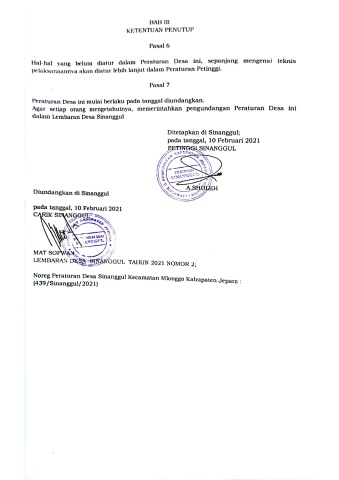 BAB III
KETENTUAN PENUTUP
Pasal 6
Hal-hal yang belum diatur dalam Peraturan Desa ini, sepanjang mengenai teknis
pelaksanaannya akan diatur lebih lanjut dalam Peraturan Petinggi.
Pasal 7
Peraturan Desa ini mulai berlaku pada tanggal diundangkan.
Agar setiap orang mengetahuinya, memerintahkan pengundangan Peraturan Desa ini
dalam Lembaran Desa Sinanggul
Ditetapkan di Sinanggul;
pada tanggal, 10 Februari 2021
PETINGGI SINANGGUL
PETINGGI
SINANGGUL
A.SHOLEH
Diundangkan di Sinanggul
pada tanggal, 10 Februari 2021
CARIK SINANGGUL
MAT SOFWAN
LEMBARAN DESA SINANGGUL TAHUN 2021 NOMOR 2;
Noreg Peraturan Desa Sinanggul Kecamatan Mlonggo Kabupaten Jepara :
(439/Sinanggul/2021)